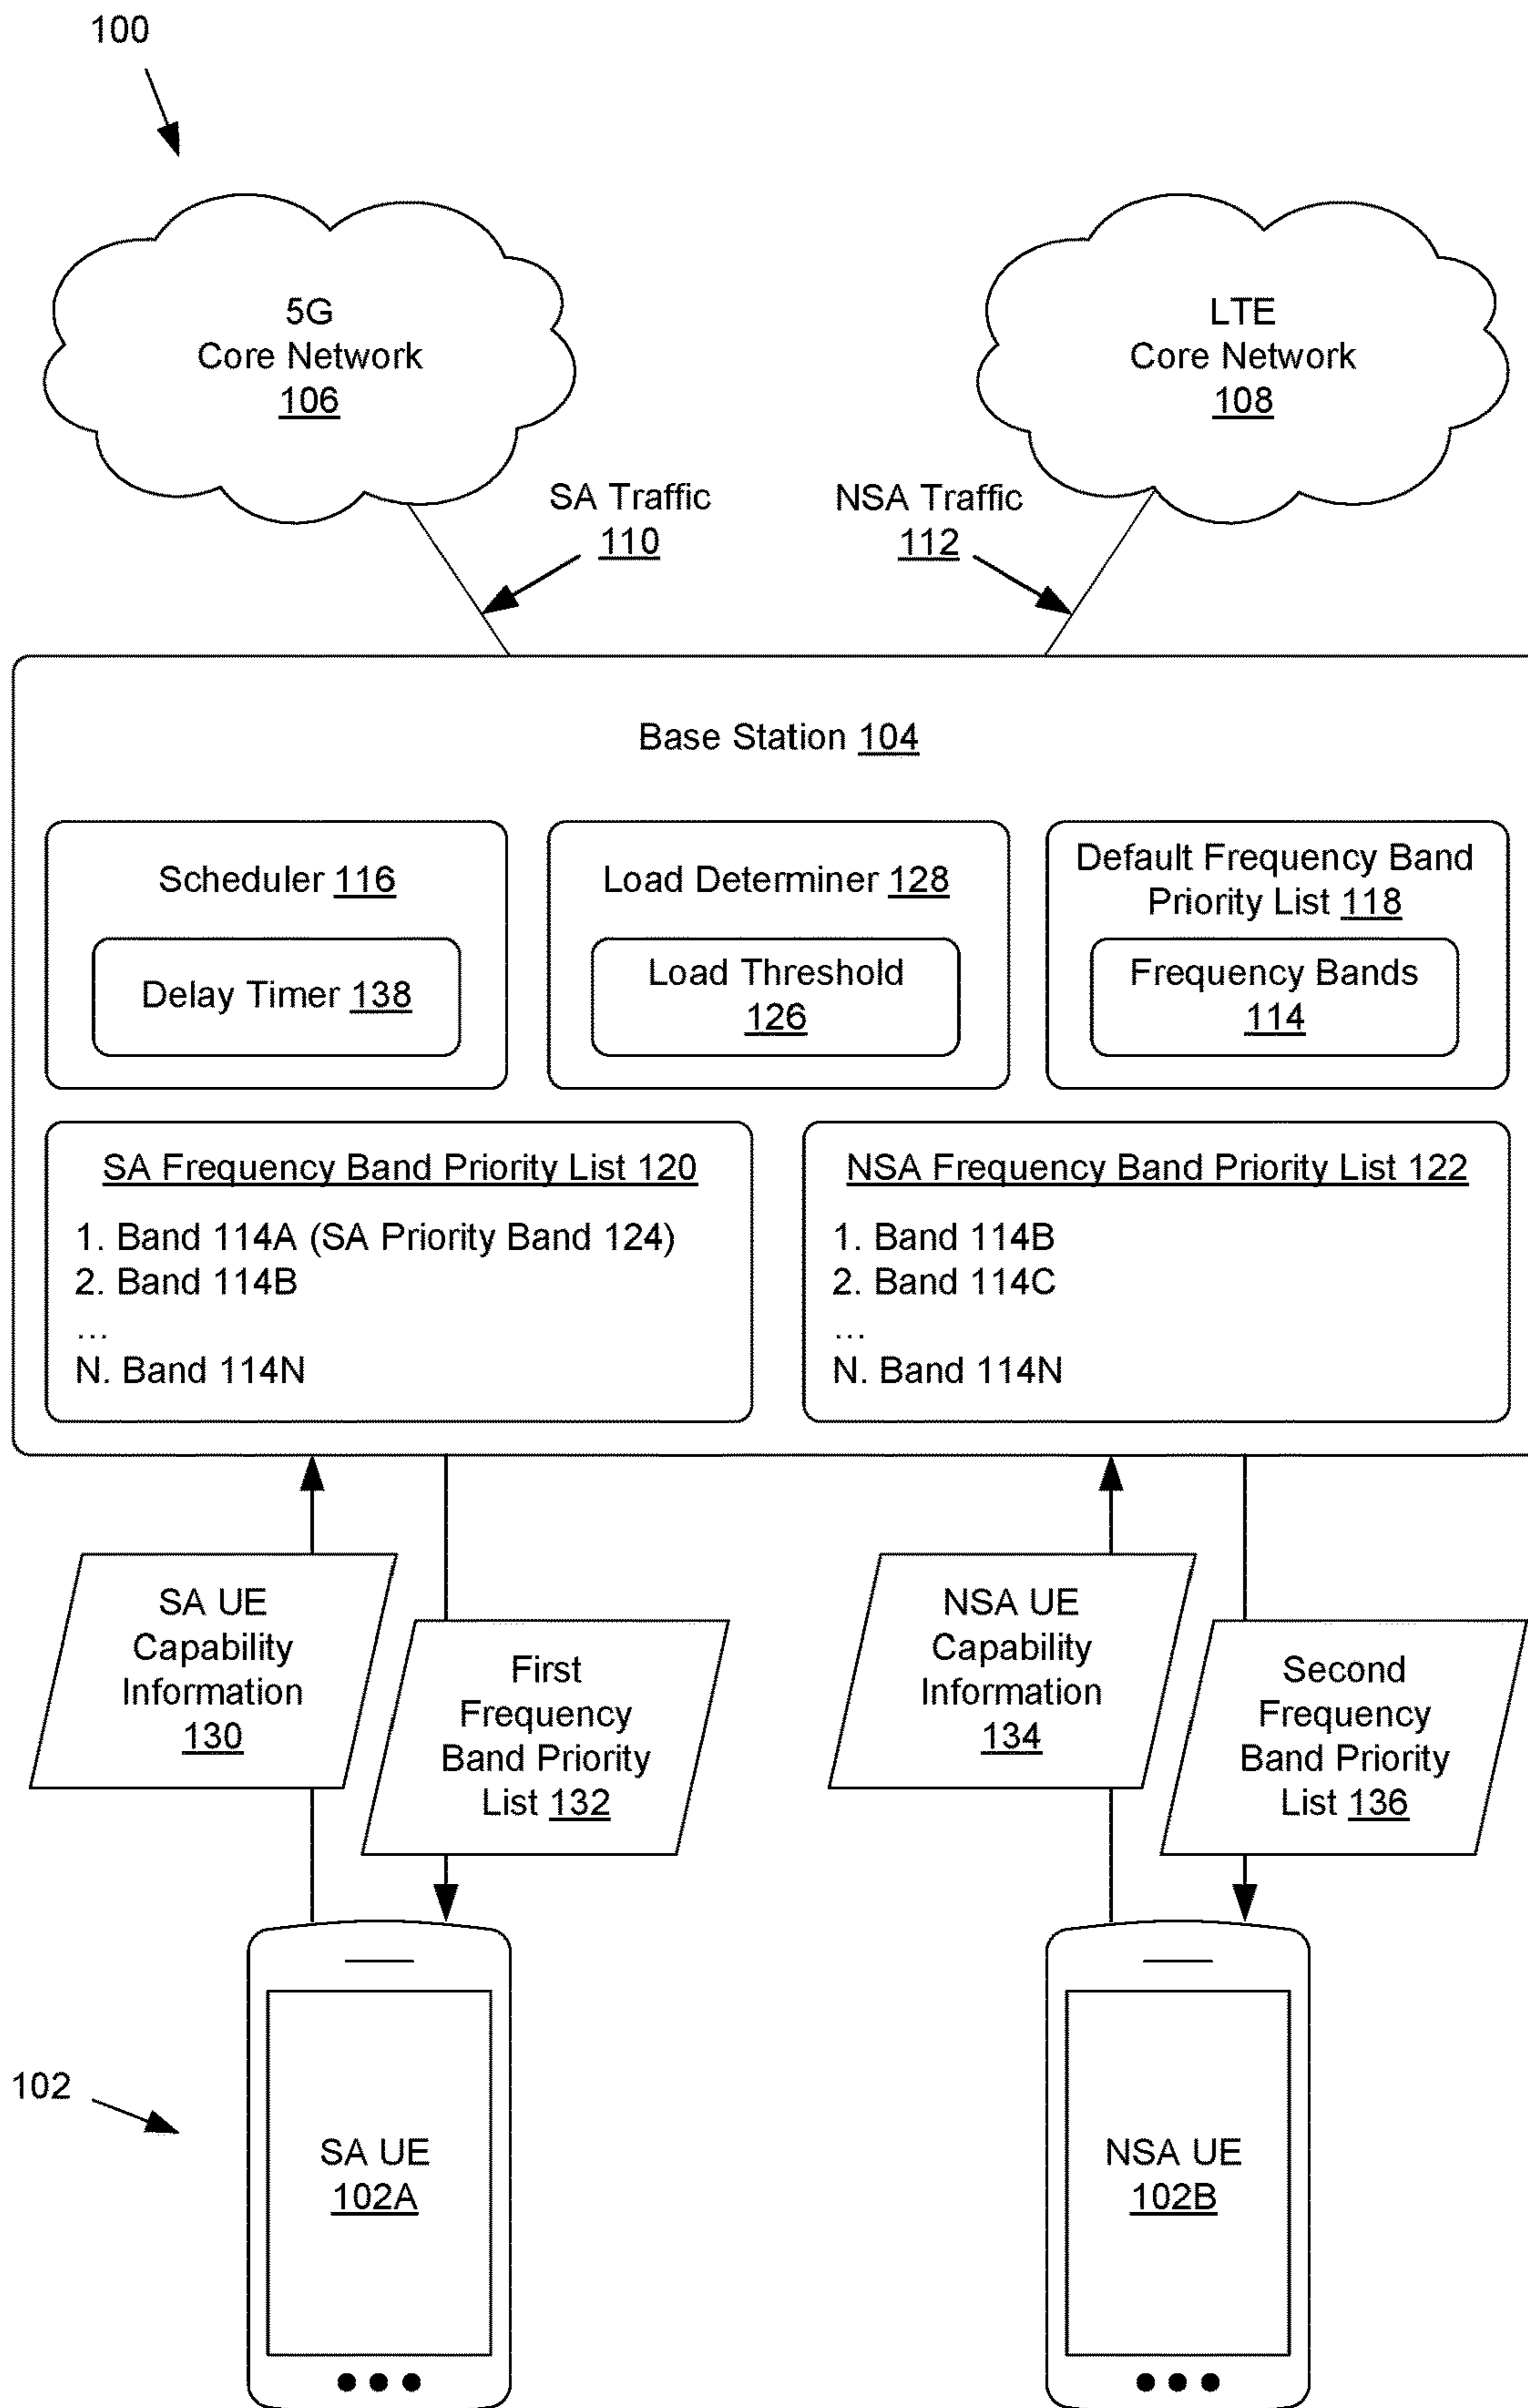 100
5G
Core Network
106
LTE
Core Network
108
SA Traffic
110
NSA Traffic
112
Base Station 104
Scheduler 116
Delay Timer 138
Load Determiner 128
Load Threshold
126
Default Frequency Band
Priority List 118
Frequency Bands
114
SA Frequency Band Priority List 120
1. Band 114A (SA Priority Band 124)
2. Band 114B
...
N. Band 114N
NSA Frequency Band Priority List 122
1. Band 114B
2. Band 114C
...
N. Band 114N
SA UE
Capability
Information
130
First
Frequency
Band Priority
List 132
NSA UE
Capability
Information
134
Second
Frequency
Band Priority
List 136
102
SA UE
102A
NSA UE
102B